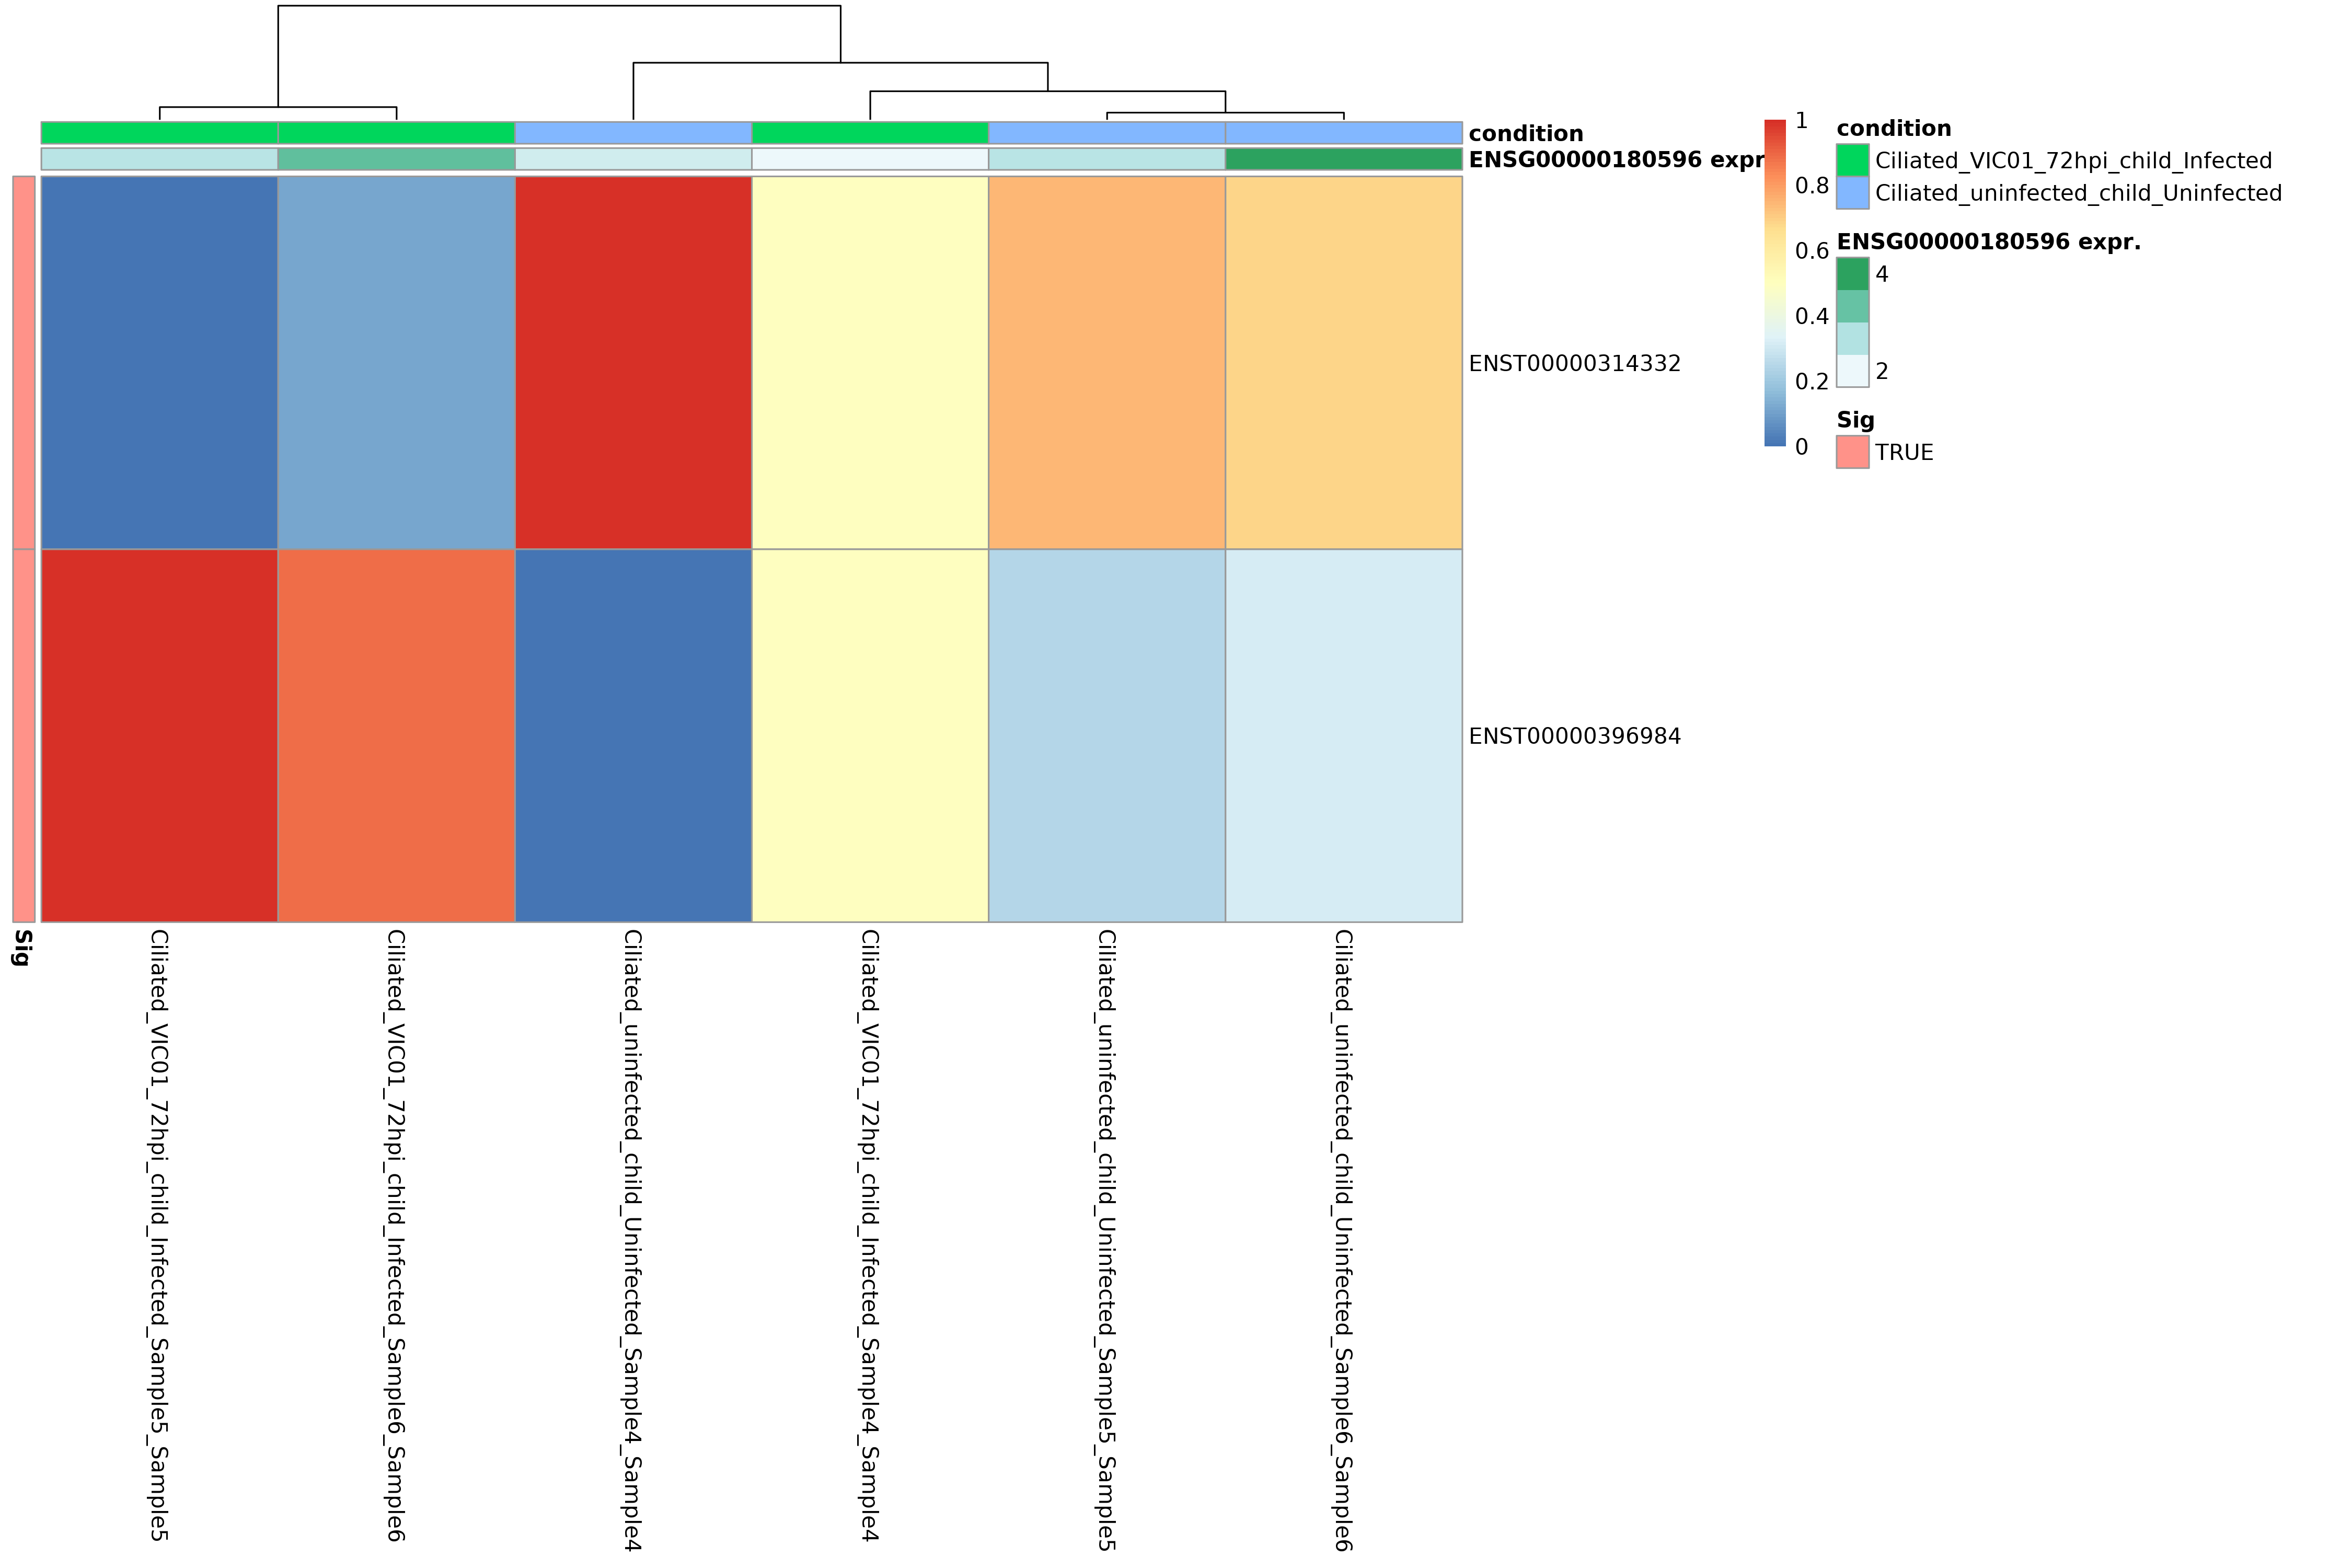 condition
ENSG00000180596 expr
ENST00000314332
ENST00000396984
Sig
Ciliated_VIC01_72hpi_child_Infected_Sample5_Sample5
Ciliated_VIC01_72hpi_child_Infected_Sample6_Sample6
Ciliated_uninfected_child_Uninfected_Sample4_Sample4
Ciliated_VIC01_72hpi_child_Infected_Sample4_Sample4
Ciliated_uninfected_child_Uninfected_Sample5_Sample5
Ciliated_uninfected_child_Uninfected_Sample6_Sample6
1
0.8
0.6
0.4
0.2
0
condition
Ciliated_VIC01_72hpi_child_Infected
Ciliated_uninfected_child_Uninfected
ENSG00000180596 expr.
4
2
Sig
TRUE